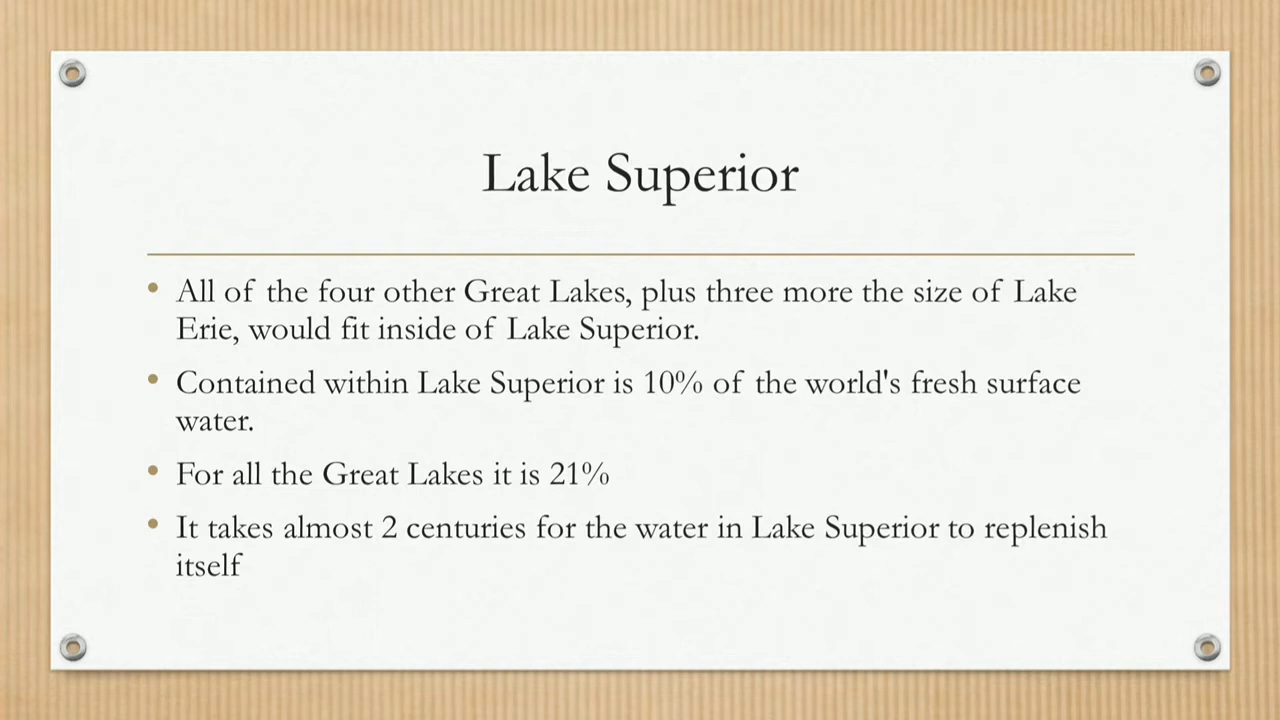 Lake Superior
• All of the four other Great Lakes, plus three more the size of Lake
Erie, would fit inside of Lake Superior.
• Contained within Lake Superior is 10% of the world's fresh surface
water.
• For all the Great Lakes it is 21%
• It takes almost 2 centuries for the water in Lake Superior to replenish
itself